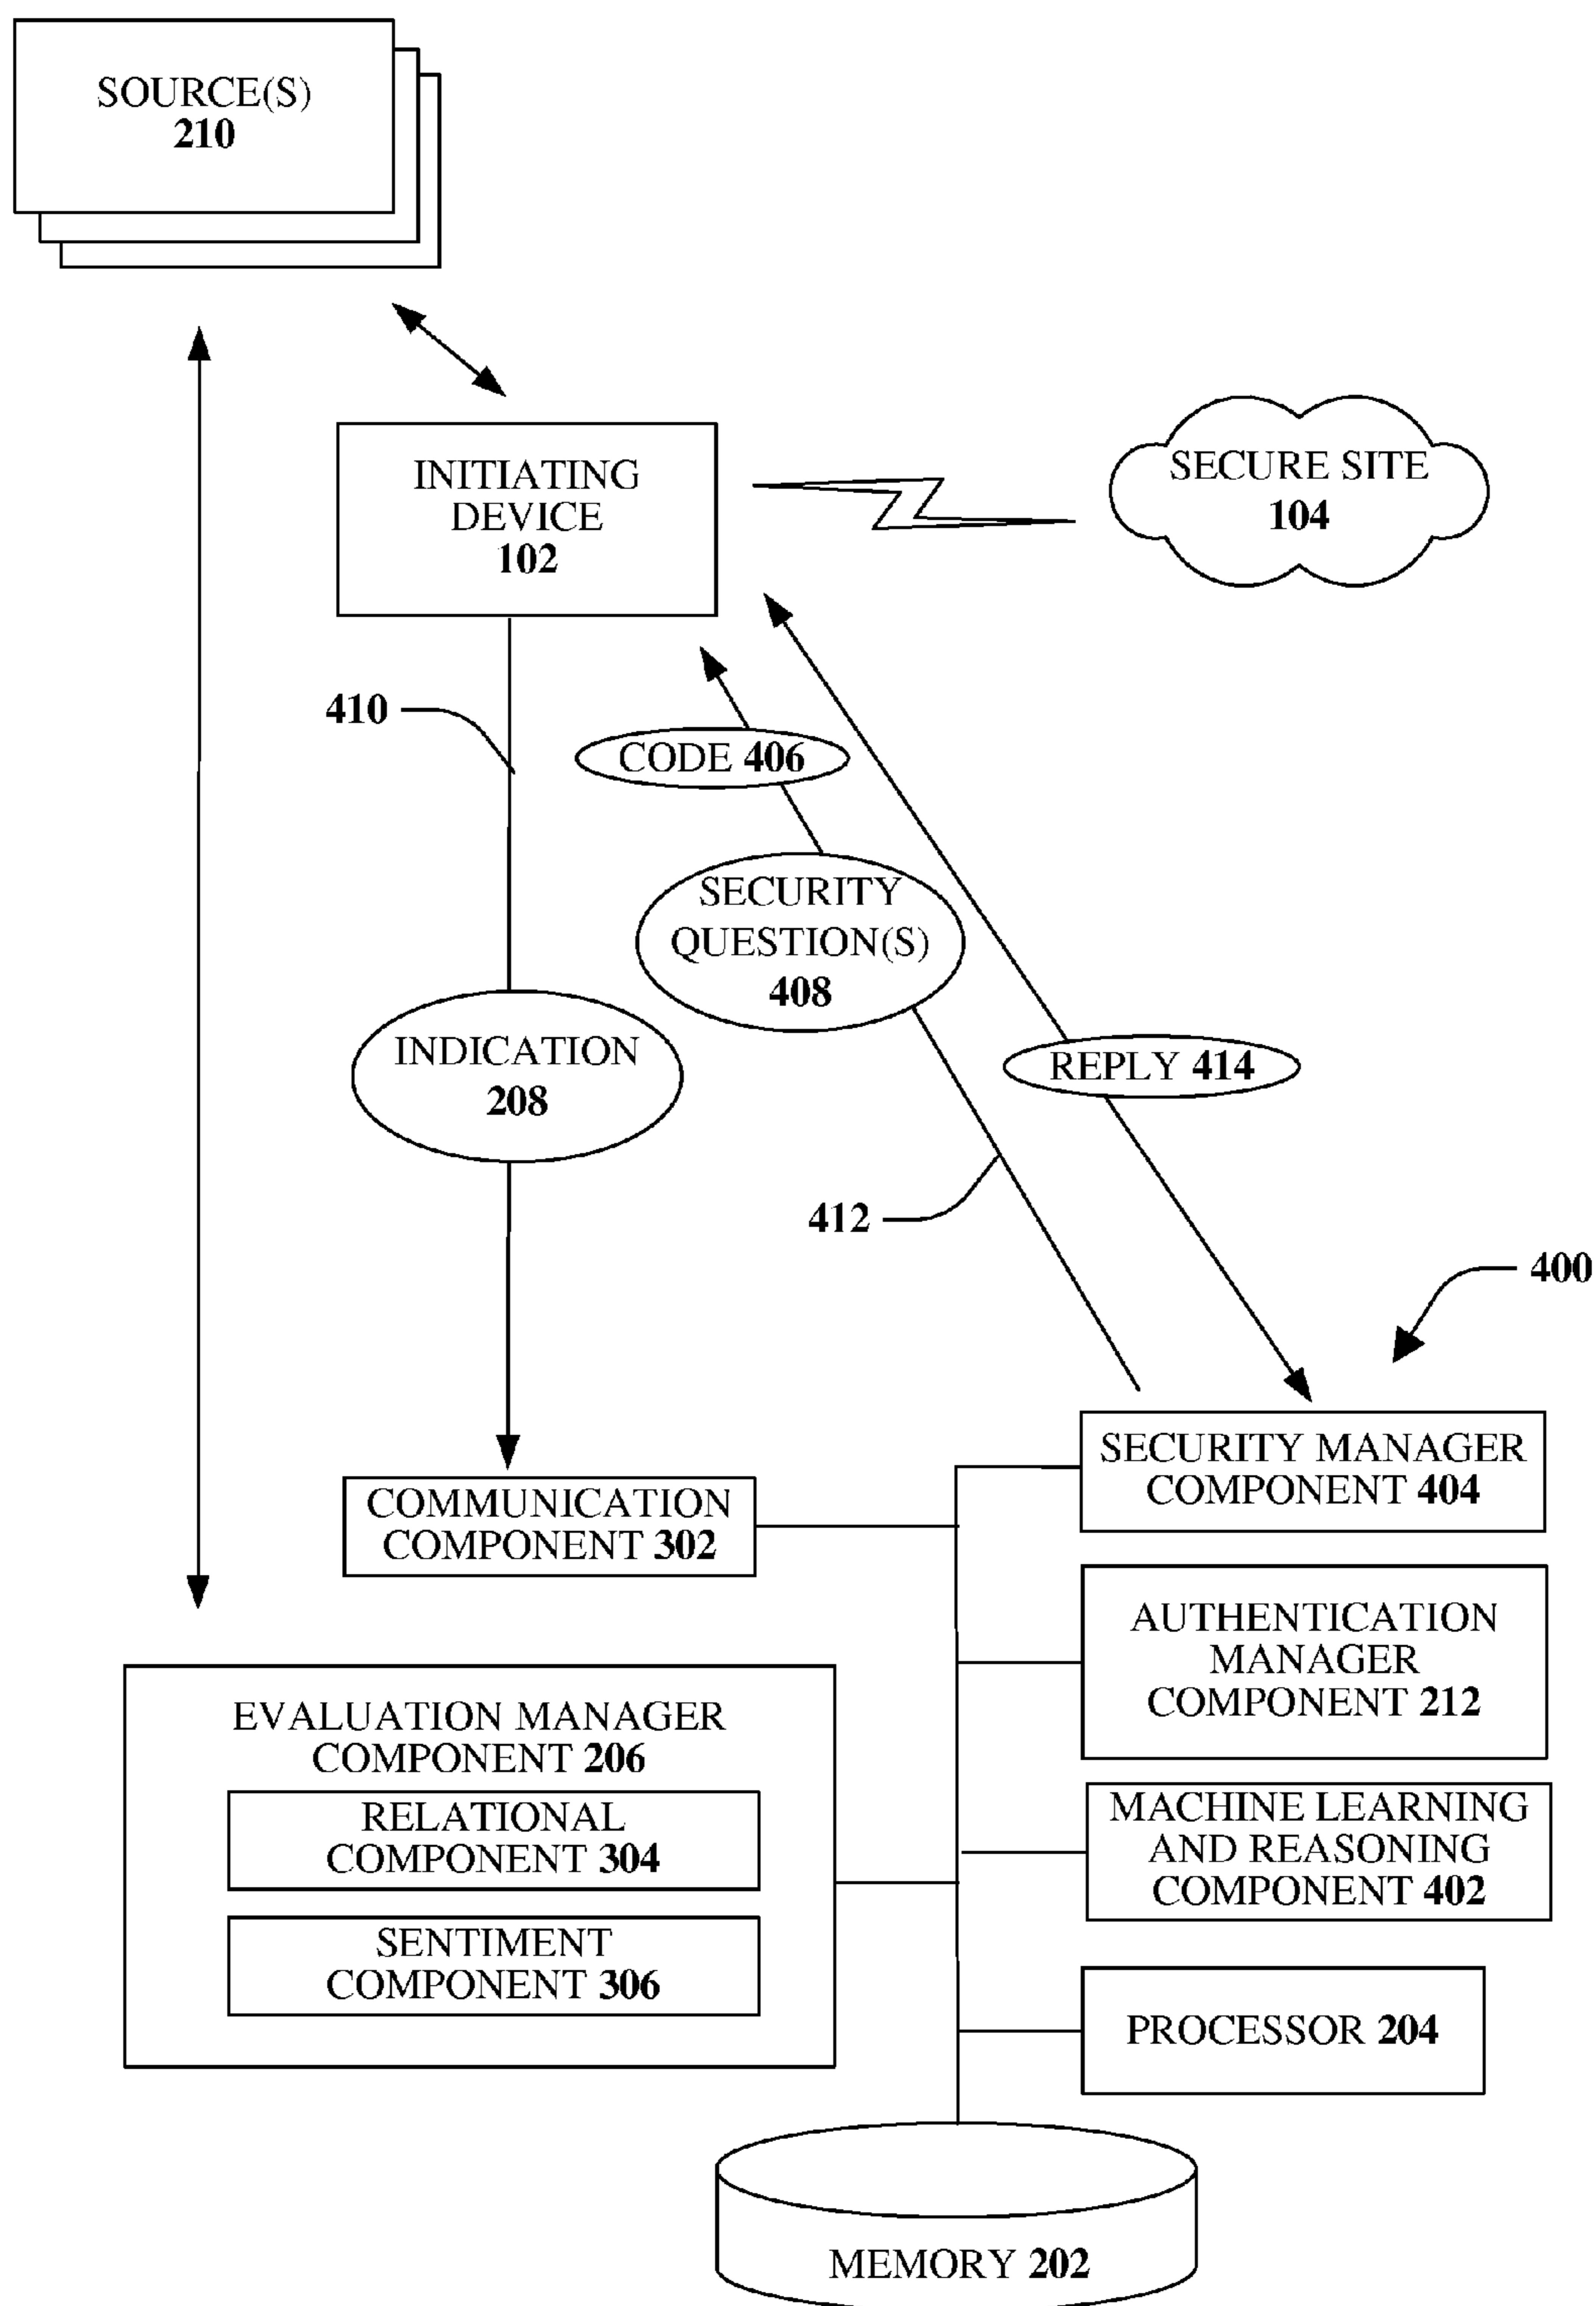 SOURCE(S)
210
INITIATING
DEVICE
102
SECURE SITE
104
410
CODE 406
SECURITY
QUESTION(S)
408
INDICATION
208
REPLY 414
412
400
SECURITY MANAGER
COMPONENT 404
COMMUNICATION
COMPONENT 302
AUTHENTICATION
MANAGER
COMPONENT 212
EVALUATION MANAGER
COMPONENT 206
RELATIONAL
COMPONENT 304
SENTIMENT
COMPONENT 306
MACHINE LEARNING
AND REASONING
COMPONENT 402
PROCESSOR 204
MEMORY 202